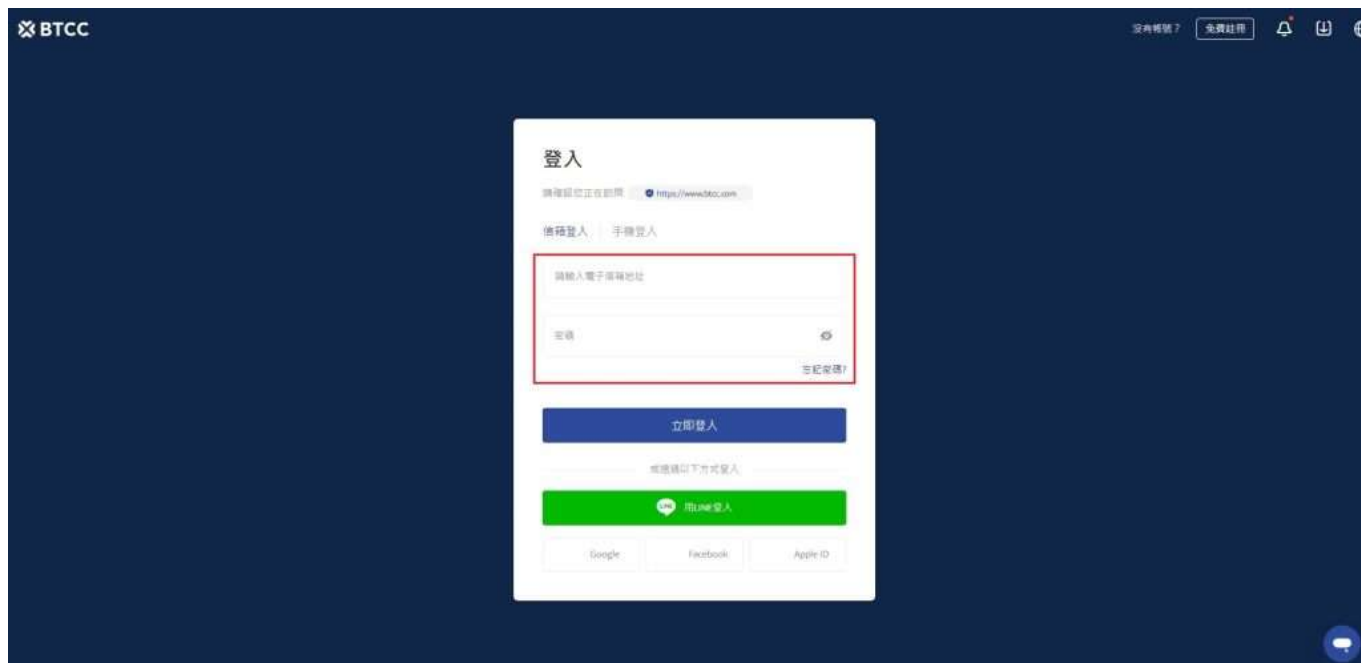 BTCC
沒有帳號？ 免費註冊
登入
請確認您正在訪問 https://www.btcc.com
信箱登入 手機登入
請輸入電子信箱地址
密碼
忘記密碼?
立即登入
或透過以下方式登入
LINE 用LINE登入
Google Facebook Apple ID